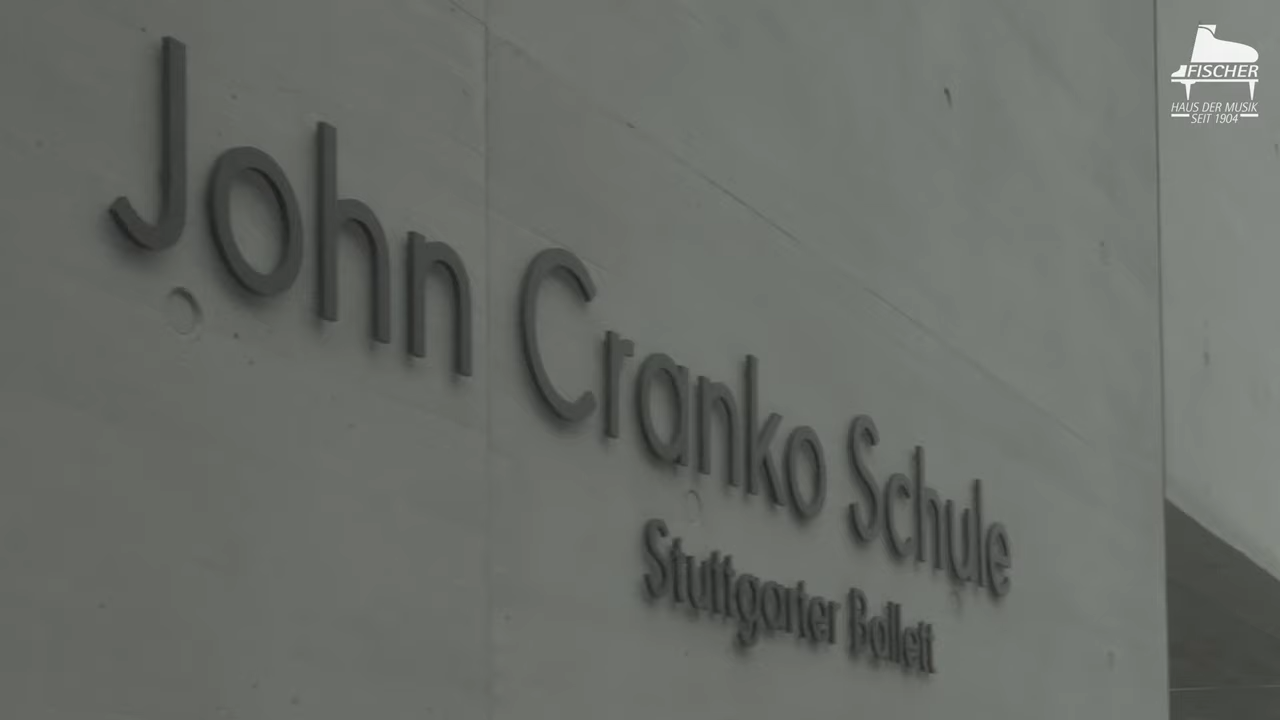 John Cranko Schule
Stuttgarter Ballett
FISCHER
HAUS DER MUSIK
SEIT 1904